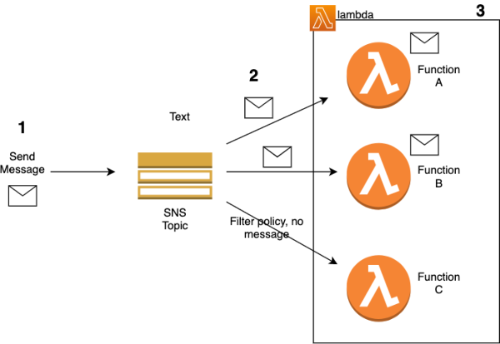 lambda
3
Function
A
2
Text
1
Send
Message
Function
B
SNS
Topic
Filter policy, no
message
Function
C